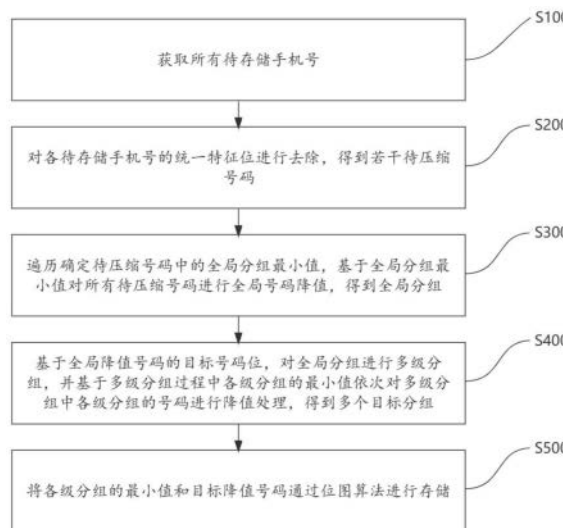 S100
获取所有待存储手机号
S200
对各待存储手机号的统一特征位进行去除，得到若干待压缩
号码
S300
遍历确定待压缩号码中的全局分组最小值，基于全局分组最
小值对所有待压缩号码进行全局号码降值，得到全局分组
S400
基于全局降值号码的目标号码位，对全局分组进行多级分
组，并基于多级分组过程中各级分组的最小值依次对多级分
组中各级分组的号码进行降值处理，得到多个目标分组
S500
将各级分组的最小值和目标降值号码通过位图算法进行存储